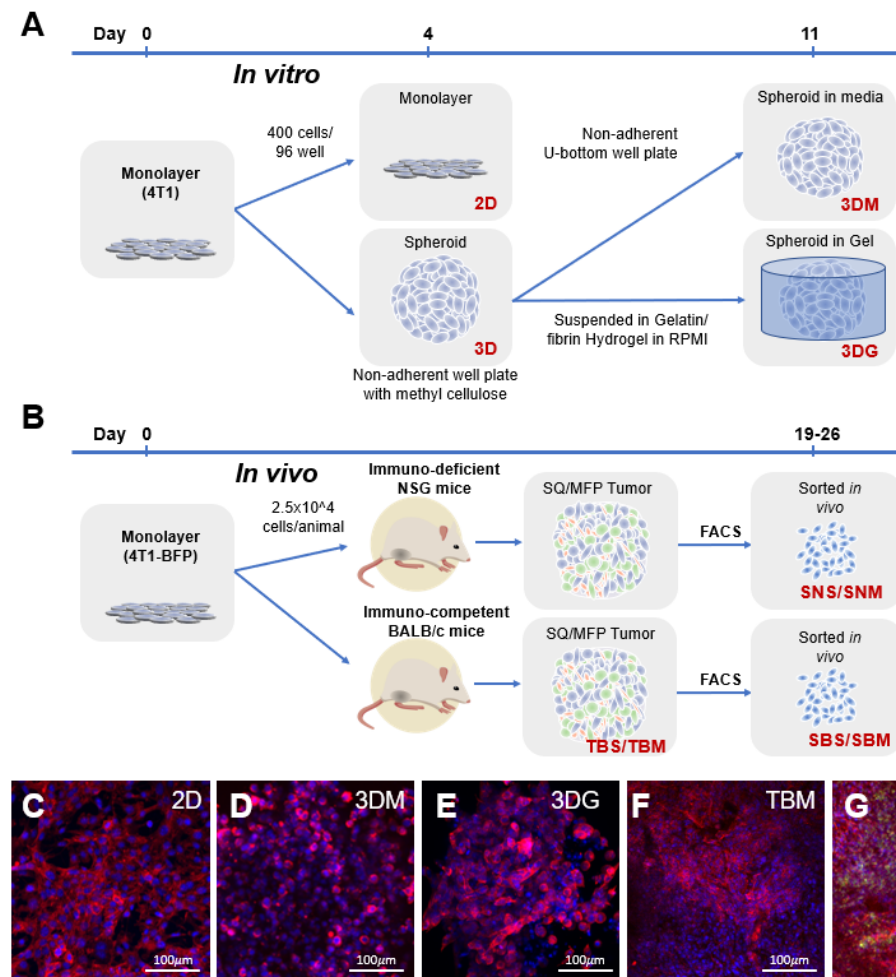 A
Day 0 4 11
In vitro
Monolayer
(4T1)
400 cells/
96 well
Monolayer
2D
Spheroid
3D
Non-adherent well plate
with methyl cellulose
Non-adherent
U-bottom well plate
Suspended in Gelatin/
fibrin Hydrogel in RPMI
Spheroid in media
3DM
Spheroid in Gel
3DG
B
Day 0 19-26
In vivo
Monolayer
(4T1-BFP)
2.5x10^4
cells/animal
Immuno-deficient
NSG mice
SQ/MFP Tumor
FACS
Sorted in
vivo
SNS/SNM
Immuno-competent
BALB/c mice
SQ/MFP Tumor
TBS/TBM
FACS
Sorted in
vivo
SBS/SBM
C 2D
100μm
D 3DM
100μm
E 3DG
100μm
F TBM
100μm
G